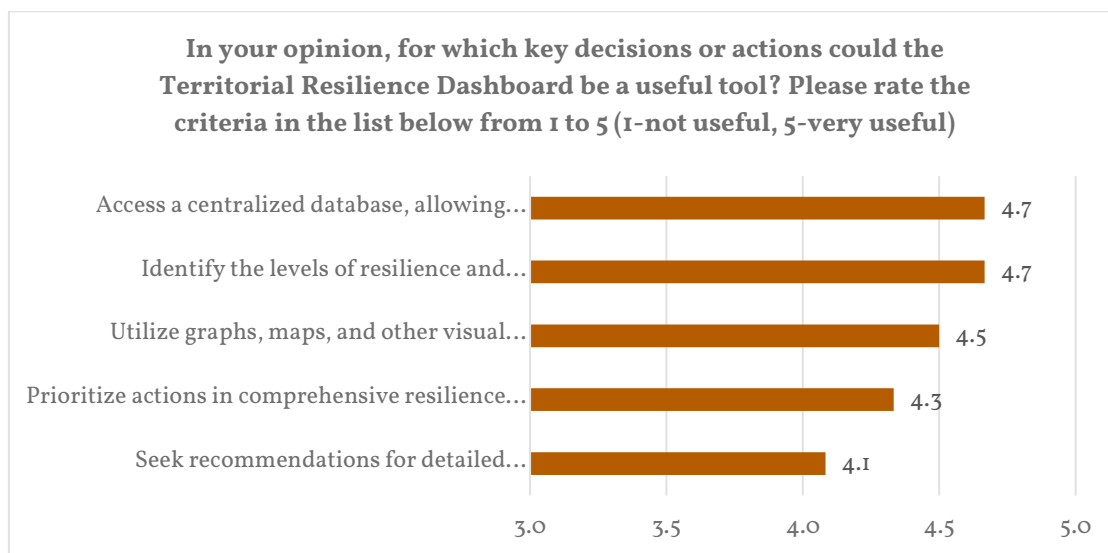 In your opinion, for which key decisions or actions could the
Territorial Resilience Dashboard be a useful tool? Please rate the
criteria in the list below from 1 to 5 (1-not useful, 5-very useful)
Access a centralized database, allowing...
4.7
Identify the levels of resilience and...
4.7
Utilize graphs, maps, and other visual...
4.5
Prioritize actions in comprehensive resilience...
4.3
Seek recommendations for detailed...
4.1
3.0 3.5 4.0 4.5 5.0